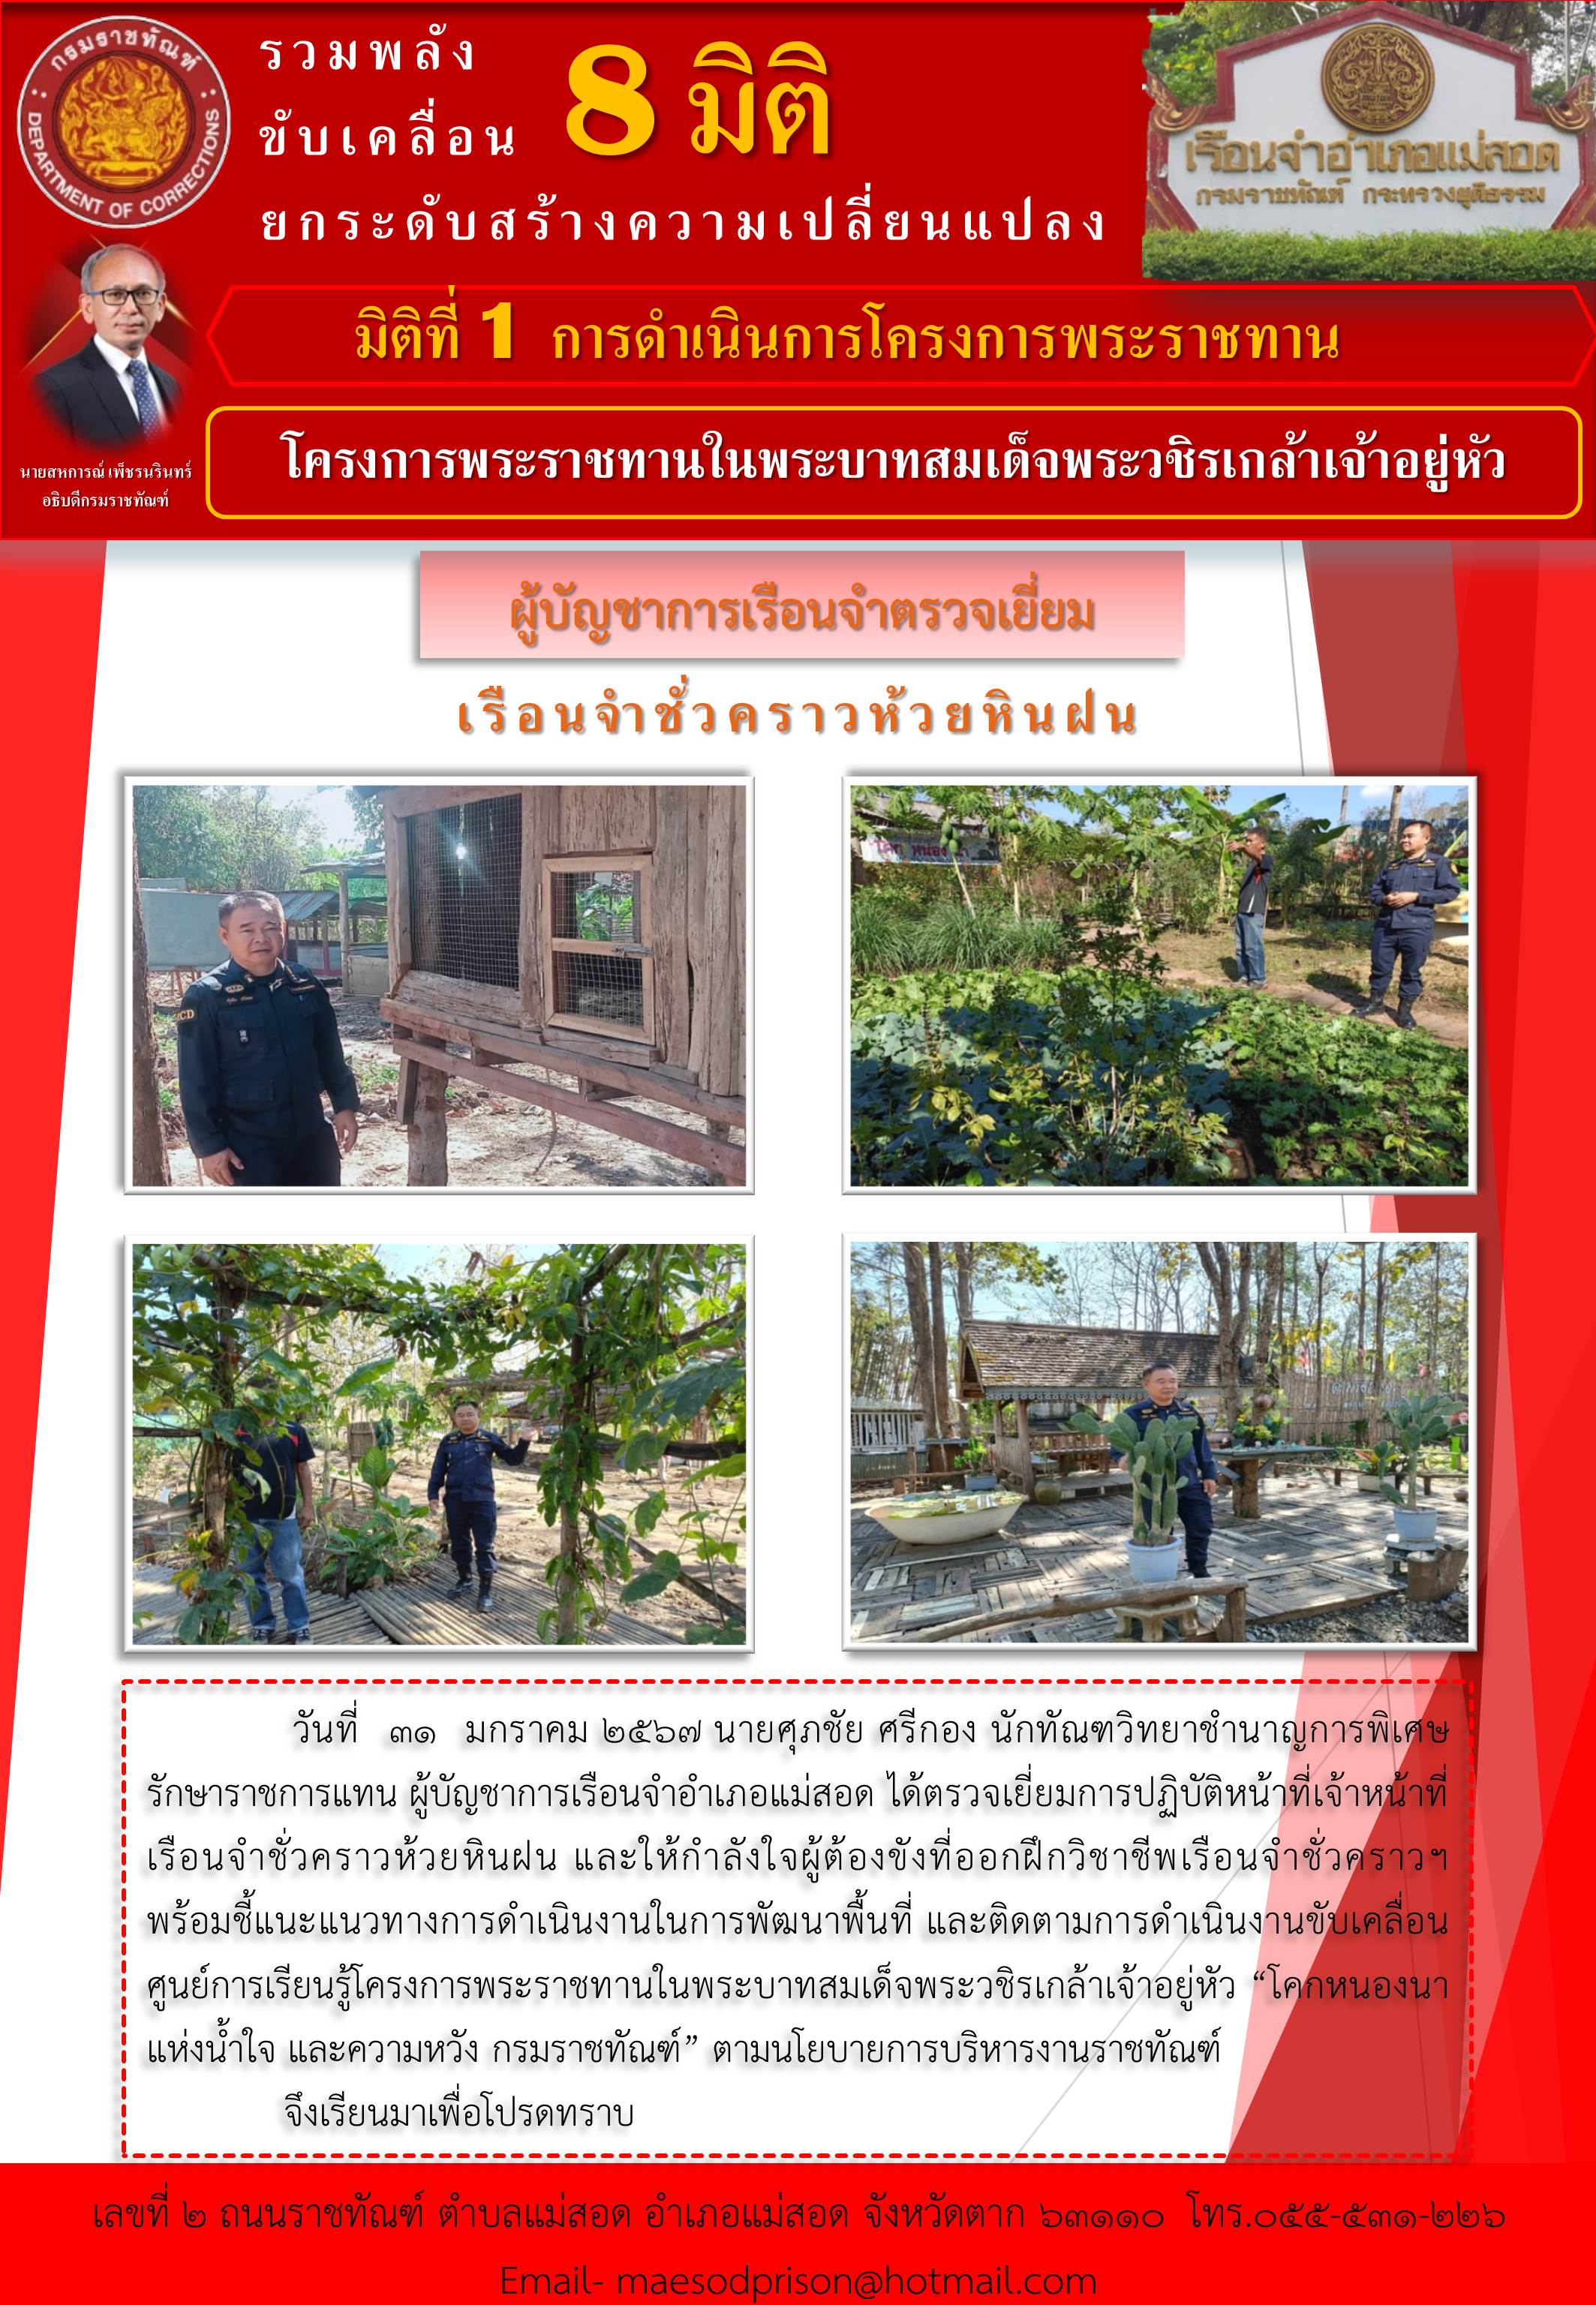 กรมราชทัณฑ์
DEPARTMENT OF CORRECTIONS
รวมพลัง
ขับเคลื่อน 8 มิติ
ยกระดับสร้างความเปลี่ยนแปลง
เรือนจำอำเภอแม่สอด
กรมราชทัณฑ์ กระทรวงยุติธรรม
มิติที่ 1 การดำเนินการโครงการพระราชทาน
โครงการพระราชทานในพระบาทสมเด็จพระวชิรเกล้าเจ้าอยู่หัว
นายสหการณ์ เพ็ชรนรินทร์
อธิบดีกรมราชทัณฑ์
ผู้บัญชาการเรือนจำตรวจเยี่ยม
เรือนจำชั่วคราวห้วยหินฝน
วันที่ ๓๑ มกราคม ๒๕๖๗ นายศุภชัย ศรีกอง นักทัณฑวิทยาชำนาญการพิเศษ
รักษาราชการแทน ผู้บัญชาการเรือนจำอำเภอแม่สอด ได้ตรวจเยี่ยมการปฏิบัติหน้าที่เจ้าหน้าที่
เรือนจำชั่วคราวห้วยหินฝน และให้กำลังใจผู้ต้องขังที่ออกฝึกวิชาชีพเรือนจำชั่วคราวฯ
พร้อมชี้แนะแนวทางการดำเนินงานในการพัฒนาพื้นที่ และติดตามการดำเนินงานขับเคลื่อน
ศูนย์การเรียนรู้โครงการพระราชทานในพระบาทสมเด็จพระวชิรเกล้าเจ้าอยู่หัว “โคกหนองนา
แห่งน้ำใจ และความหวัง กรมราชทัณฑ์” ตามนโยบายการบริหารงานราชทัณฑ์
จึงเรียนมาเพื่อโปรดทราบ
เลขที่ ๒ ถนนราชทัณฑ์ ตำบลแม่สอด อำเภอแม่สอด จังหวัดตาก ๖๓๑๑๐ โทร.๐๕๕-๕๓๑-๒๒๖
Email- maesodprison@hotmail.com